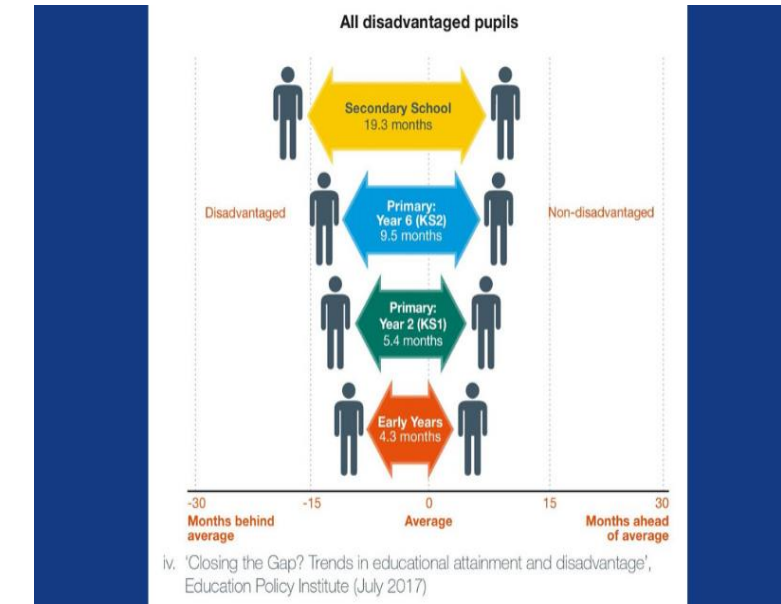 All disadvantaged pupils
Secondary School
19.3 months
Disadvantaged
Primary:
Year 6 (KS2)
9.5 months
Non-disadvantaged
Primary:
Year 2 (KS1)
5.4 months
Early Years
4.3 months
-30
-15
0
15
30
Months behind
average
Average
Months ahead
of average
iv. 'Closing the Gap? Trends in educational attainment and disadvantage',
Education Policy Institute (July 2017)